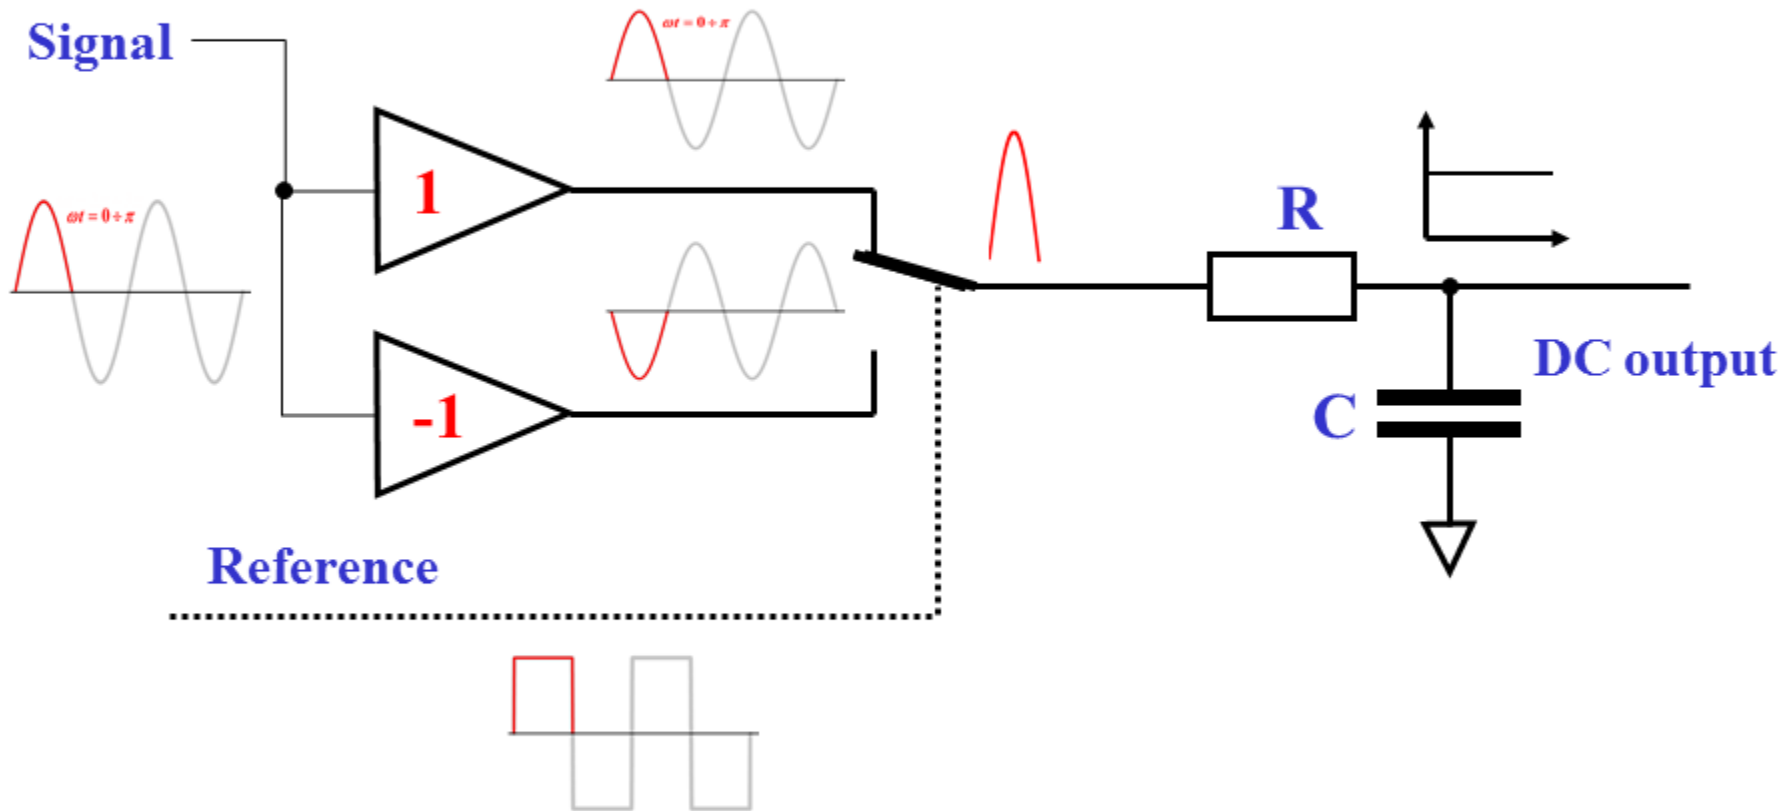 Signal
ωt = 0 ÷ π
ωt = 0 ÷ π
1
R
-1
DC output
C
Reference